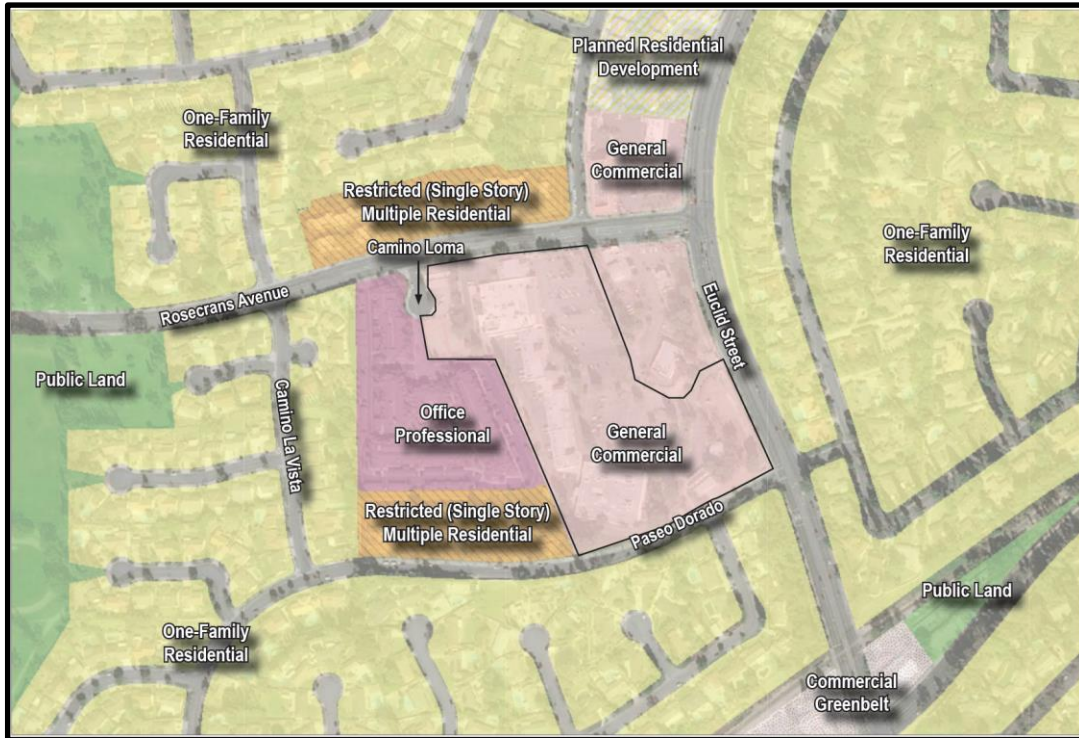 Planned Residential
Development
One-Family
Residential
General
Commercial
Restricted (Single Story)
Multiple Residential
Camino Loma
One-Family
Residential
Rosecrans Avenue
Euclid Street
Public Land
Camino La Vista
Office
Professional
General
Commercial
Restricted (Single Story)
Multiple Residential
Paseo Dorado
Public Land
One-Family
Residential
Commercial
Greenbelt